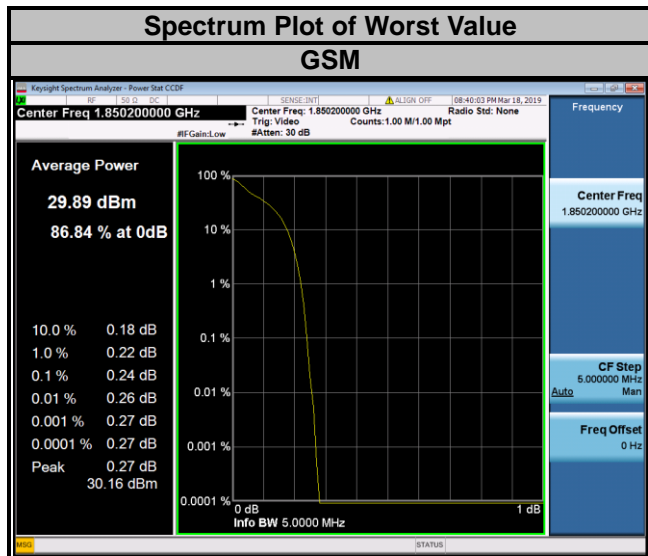 Spectrum Plot of Worst Value
GSM
Keysight Spectrum Analyzer - Power Stat CCDF
RF 50 Ω DC SENSE:INT ALIGN OFF 08:40:03 PM Mar 18, 2019
Center Freq 1.850200000 GHz
Center Freq: 1.850200000 GHz Radio Std: None
Trig: Video Counts:1.00 M/1.00 Mpt
#IFGain:Low #Atten: 30 dB
Frequency
Average Power
29.89 dBm
86.84 % at 0dB
10.0 % 0.18 dB
1.0 % 0.22 dB
0.1 % 0.24 dB
0.01 % 0.26 dB
0.001 % 0.27 dB
0.0001 % 0.27 dB
Peak 0.27 dB
30.16 dBm
100 %
10 %
1 %
0.1 %
0.01 %
0.001 %
0.0001 %
0 dB 1 dB
Info BW 5.0000 MHz
Center Freq
1.850200000 GHz
CF Step
5.000000 MHz
Auto Man
Freq Offset
0 Hz
MSG STATUS